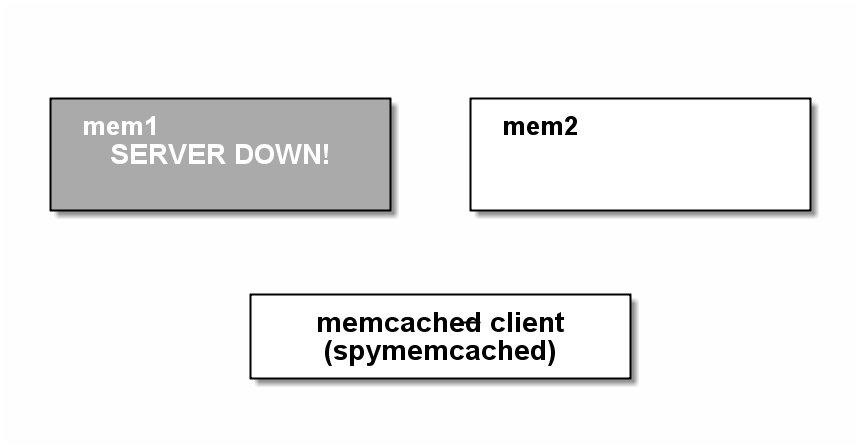 mem1
SERVER DOWN!
mem2
memcached client
(spymemcached)